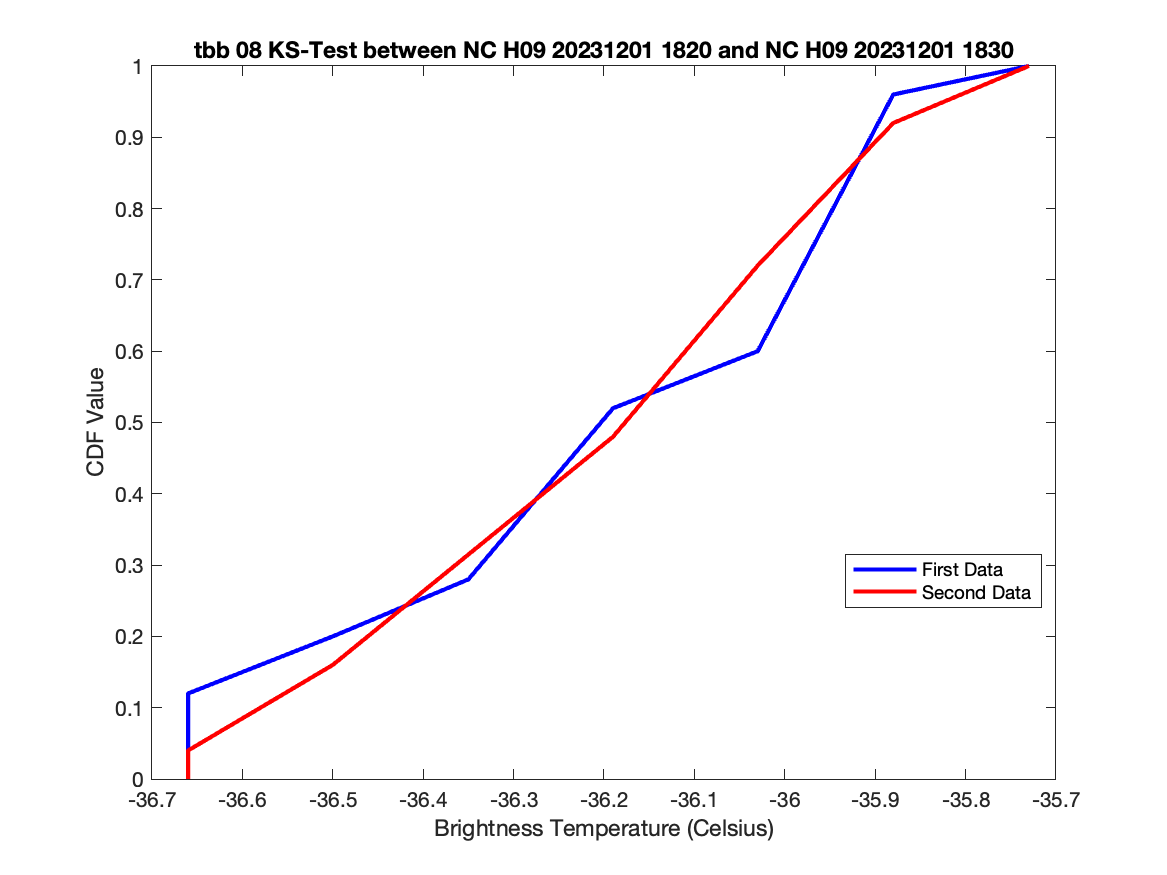 tbb 08 KS-Test between NC H09 20231201 1820 and NC H09 20231201 1830
1
0.9
0.8
0.7
0.6
0.5
0.4
0.3
0.2
0.1
0
CDF Value
First Data
Second Data
-36.7 -36.6 -36.5 -36.4 -36.3 -36.2 -36.1 -36 -35.9 -35.8 -35.7
Brightness Temperature (Celsius)